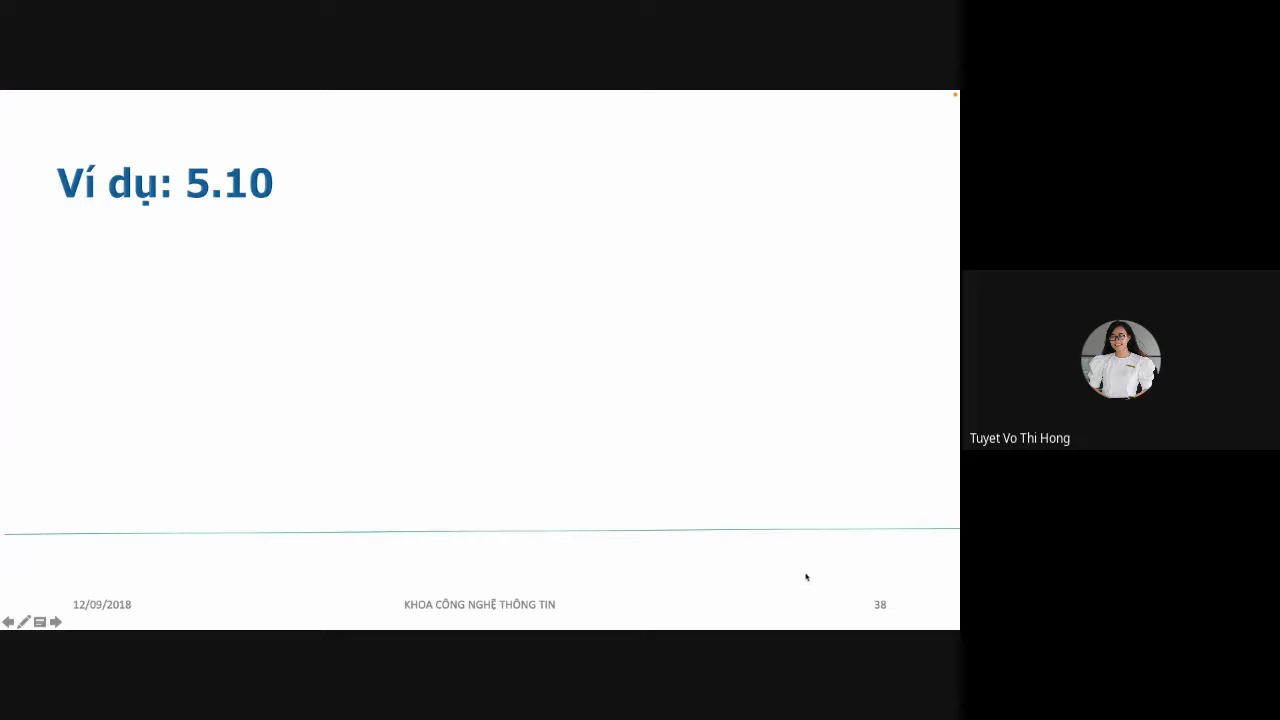 Ví dụ: 5.10
Tuyet Vo Thi Hong
12/09/2018
KHOA CÔNG NGHỆ THÔNG TIN
38